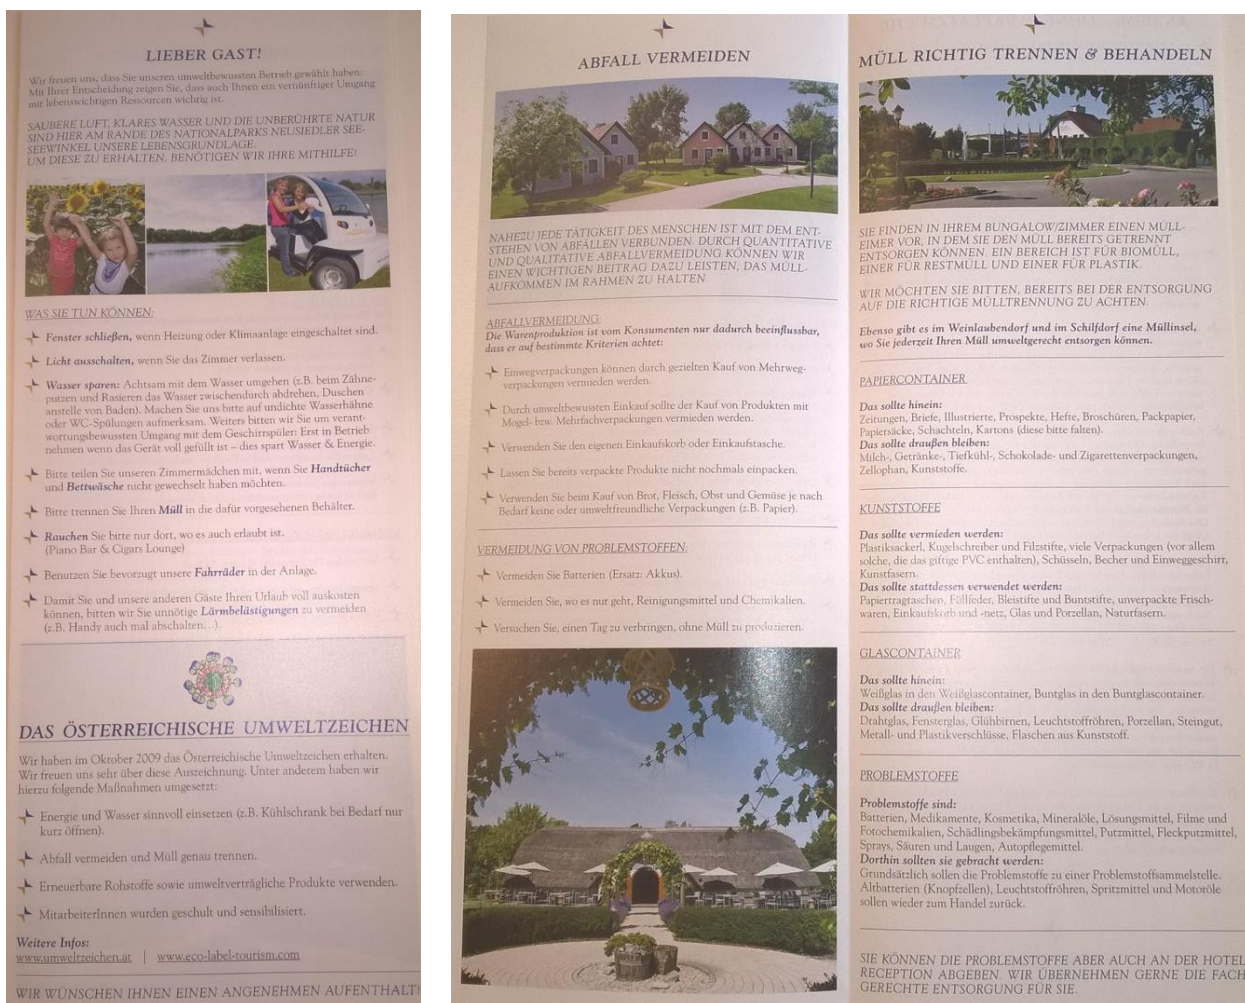 LIEBER GAST!
Wir freuen uns, dass Sie unseren umweltbewussten Betrieb gewählt haben.
Mit Ihrer Entscheidung zeigen Sie, dass auch Ihnen ein vernünftiger Umgang
mit lebenswichtigen Ressourcen wichtig ist.
SAUBERE LUFT, KLARES WASSER UND DIE UNBERÜHRTE NATUR
SIND HIER AM RANDE DES NATIONALPARKS NEUSIEDLER SEE-
SEEWINKEL UNSERE LEBENSGRUNDLAGE.
UM DIESE ZU ERHALTEN, BENÖTIGEN WIR IHRE MITHILFE!
WAS SIE TUN KÖNNEN:
Fenster schließen, wenn Heizung oder Klimaanlage eingeschaltet sind.
Licht ausschalten, wenn Sie das Zimmer verlassen.
Wasser sparen: Achtsam mit dem Wasser umgehen (z.B. beim Zähne-
putzen und Rasieren das Wasser zwischendurch abdrehen, Duschen
anstelle von Baden). Machen Sie uns bitte auf undichte Wasserhähne
oder WC-Spülungen aufmerksam. Weiters bitten wir Sie um verant-
wortungsbewussten Umgang mit dem Geschirrspüler: Erst in Betrieb
nehmen wenn das Gerät voll gefüllt ist – dies spart Wasser & Energie.
Bitte teilen Sie unseren Zimmermädchen mit, wenn Sie Handtücher
und Bettwäsche nicht gewechselt haben möchten.
Bitte trennen Sie Ihren Müll in die dafür vorgesehenen Behälter.
Rauchen Sie bitte nur dort, wo es auch erlaubt ist.
(Piano Bar & Cigars Lounge)
Benutzen Sie bevorzugt unsere Fahrräder in der Anlage.
Damit Sie und unsere anderen Gäste Ihren Urlaub voll auskosten
können, bitten wir Sie unnötige Lärmbelästigungen zu vermeiden
(z.B. Handy auch mal abschalten…).
DAS ÖSTERREICHISCHE UMWELTZEICHEN
Wir haben im Oktober 2009 das Österreichische Umweltzeichen erhalten.
Wir freuen uns sehr über diese Auszeichnung. Unter anderem haben wir
hierzu folgende Maßnahmen umgesetzt:
Energie und Wasser sinnvoll einsetzen (z.B. Kühlschrank bei Bedarf nur
kurz öffnen).
Abfall vermeiden und Müll genau trennen.
Erneuerbare Rohstoffe sowie umweltverträgliche Produkte verwenden.
MitarbeiterInnen wurden geschult und sensibilisiert.
Weitere Infos:
www.umweltzeichen.at | www.eco-label-tourism.com
WIR WÜNSCHEN IHNEN EINEN ANGENEHMEN AUFENTHALT!
ABFALL VERMEIDEN
NAHEZU JEDE TÄTIGKEIT DES MENSCHEN IST MIT DEM ENT-
STEHEN VON ABFÄLLEN VERBUNDEN. DURCH QUANTITATIVE
UND QUALITATIVE ABFALLVERMEIDUNG KÖNNEN WIR
EINEN WICHTIGEN BEITRAG DAZU LEISTEN, DAS MÜLL-
AUFKOMMEN IM RAHMEN ZU HALTEN.
ABFALLVERMEIDUNG:
Die Warenproduktion ist vom Konsumenten nur dadurch beeinflussbar,
dass er auf bestimmte Kriterien achtet:
Einwegverpackungen können durch gezielten Kauf von Mehrweg-
verpackungen vermieden werden.
Durch umweltbewussten Einkauf sollte der Kauf von Produkten mit
Mogel- bzw. Mehrfachverpackungen vermieden werden.
Verwenden Sie den eigenen Einkaufskorb oder Einkaufstasche.
Lassen Sie bereits verpackte Produkte nicht nochmals einpacken.
Verwenden Sie beim Kauf von Brot, Fleisch, Obst und Gemüse je nach
Bedarf keine oder umweltfreundliche Verpackungen (z.B. Papier).
VERMEIDUNG VON PROBLEMSTOFFEN:
Vermeiden Sie Batterien (Ersatz: Akkus).
Vermeiden Sie, wo es nur geht, Reinigungsmittel und Chemikalien.
Versuchen Sie, einen Tag zu verbringen, ohne Müll zu produzieren.
MÜLL RICHTIG TRENNEN & BEHANDELN
SIE FINDEN IN IHREM BUNGALOW/ZIMMER EINEN MÜLL-
EIMER VOR, IN DEM SIE DEN MÜLL BEREITS GETRENNT
ENTSORGEN KÖNNEN. EIN BEREICH IST FÜR BIOMÜLL,
EINER FÜR RESTMÜLL UND EINER FÜR PLASTIK.
WIR MÖCHTEN SIE BITTEN, BEREITS BEI DER ENTSORGUNG
AUF DIE RICHTIGE MÜLLTRENNUNG ZU ACHTEN.
Ebenso gibt es im Weinlaubendorf und im Schilfdorf eine Müllinsel,
wo Sie jederzeit Ihren Müll umweltgerecht entsorgen können.
PAPIERCONTAINER
Das sollte hinein:
Zeitungen, Briefe, Illustrierte, Prospekte, Hefte, Broschüren, Packpapier,
Papiersäcke, Schachteln, Kartons (diese bitte falten).
Das sollte draußen bleiben:
Milch-, Getränke-, Tiefkühl-, Schokolade- und Zigarettenverpackungen,
Zellophan, Kunststoffe.
KUNSTSTOFFE
Das sollte vermieden werden:
Plastiksackerl, Kugelschreiber und Filzstifte, viele Verpackungen (vor allem
solche, die das giftige PVC enthalten), Schüsseln, Becher und Einweggeschirr,
Kunstfasern.
Das sollte stattdessen verwendet werden:
Papiertragtaschen, Füllfeder, Bleistifte und Buntstifte, unverpackte Frisch-
waren, Einkaufskorb und -netz, Glas und Porzellan, Naturfasern.
GLASCONTAINER
Das sollte hinein:
Weißglas in den Weißglascontainer, Buntglas in den Buntglascontainer.
Das sollte draußen bleiben:
Drahtglas, Fensterglas, Glühbirnen, Leuchtstoffröhren, Porzellan, Steingut,
Metall- und Plastikverschlüsse, Flaschen aus Kunststoff.
PROBLEMSTOFFE
Problemstoffe sind:
Batterien, Medikamente, Kosmetika, Mineralöle, Lösungsmittel, Filme und
Fotochemikalien, Schädlingsbekämpfungsmittel, Putzmittel, Fleckputzmittel,
Sprays, Säuren und Laugen, Autopflegemittel.
Dorthin sollten sie gebracht werden:
Grundsätzlich sollen die Problemstoffe zu einer Problemstoffsammelstelle.
Altbatterien (Knopfzellen), Leuchtstoffröhren, Spritzmittel und Motoröle
sollen wieder zum Handel zurück.
SIE KÖNNEN DIE PROBLEMSTOFFE ABER AUCH AN DER HOTEL
RECEPTION ABGEBEN. WIR ÜBERNEHMEN GERNE DIE FACH
GERECHTE ENTSORGUNG FÜR SIE.